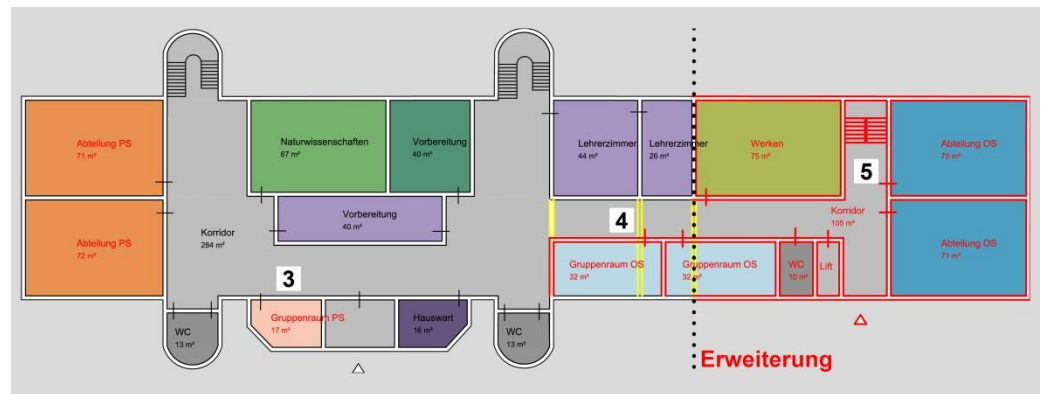 Abteilung PS
71 m²
Naturwissenschaften
67 m²
Vorbereitung
40 m²
Lehrerzimmer
44 m²
Lehrerzimmer
26 m²
Werken
75 m²
5
Abteilung OS
70 m²
Abteilung PS
72 m²
Korridor
284 m²
Vorbereitung
40 m²
4
Korridor
105 m²
Abteilung OS
71 m²
3
Gruppenraum OS
32 m²
Gruppenraum OS
32 m²
WC
10 m²
Lift
WC
13 m²
Gruppenraum PS
17 m²
Hauswart
16 m²
WC
13 m²
Erweiterung